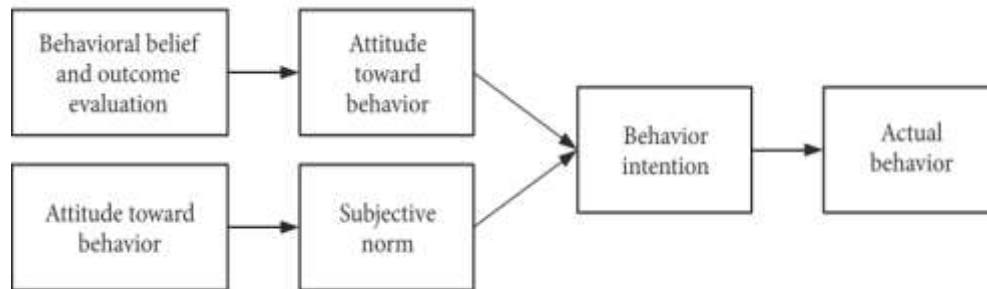 Behavioral belief
and outcome
evaluation
Attitude
toward
behavior
Attitude toward
behavior
Subjective
norm
Behavior
intention
Actual
behavior